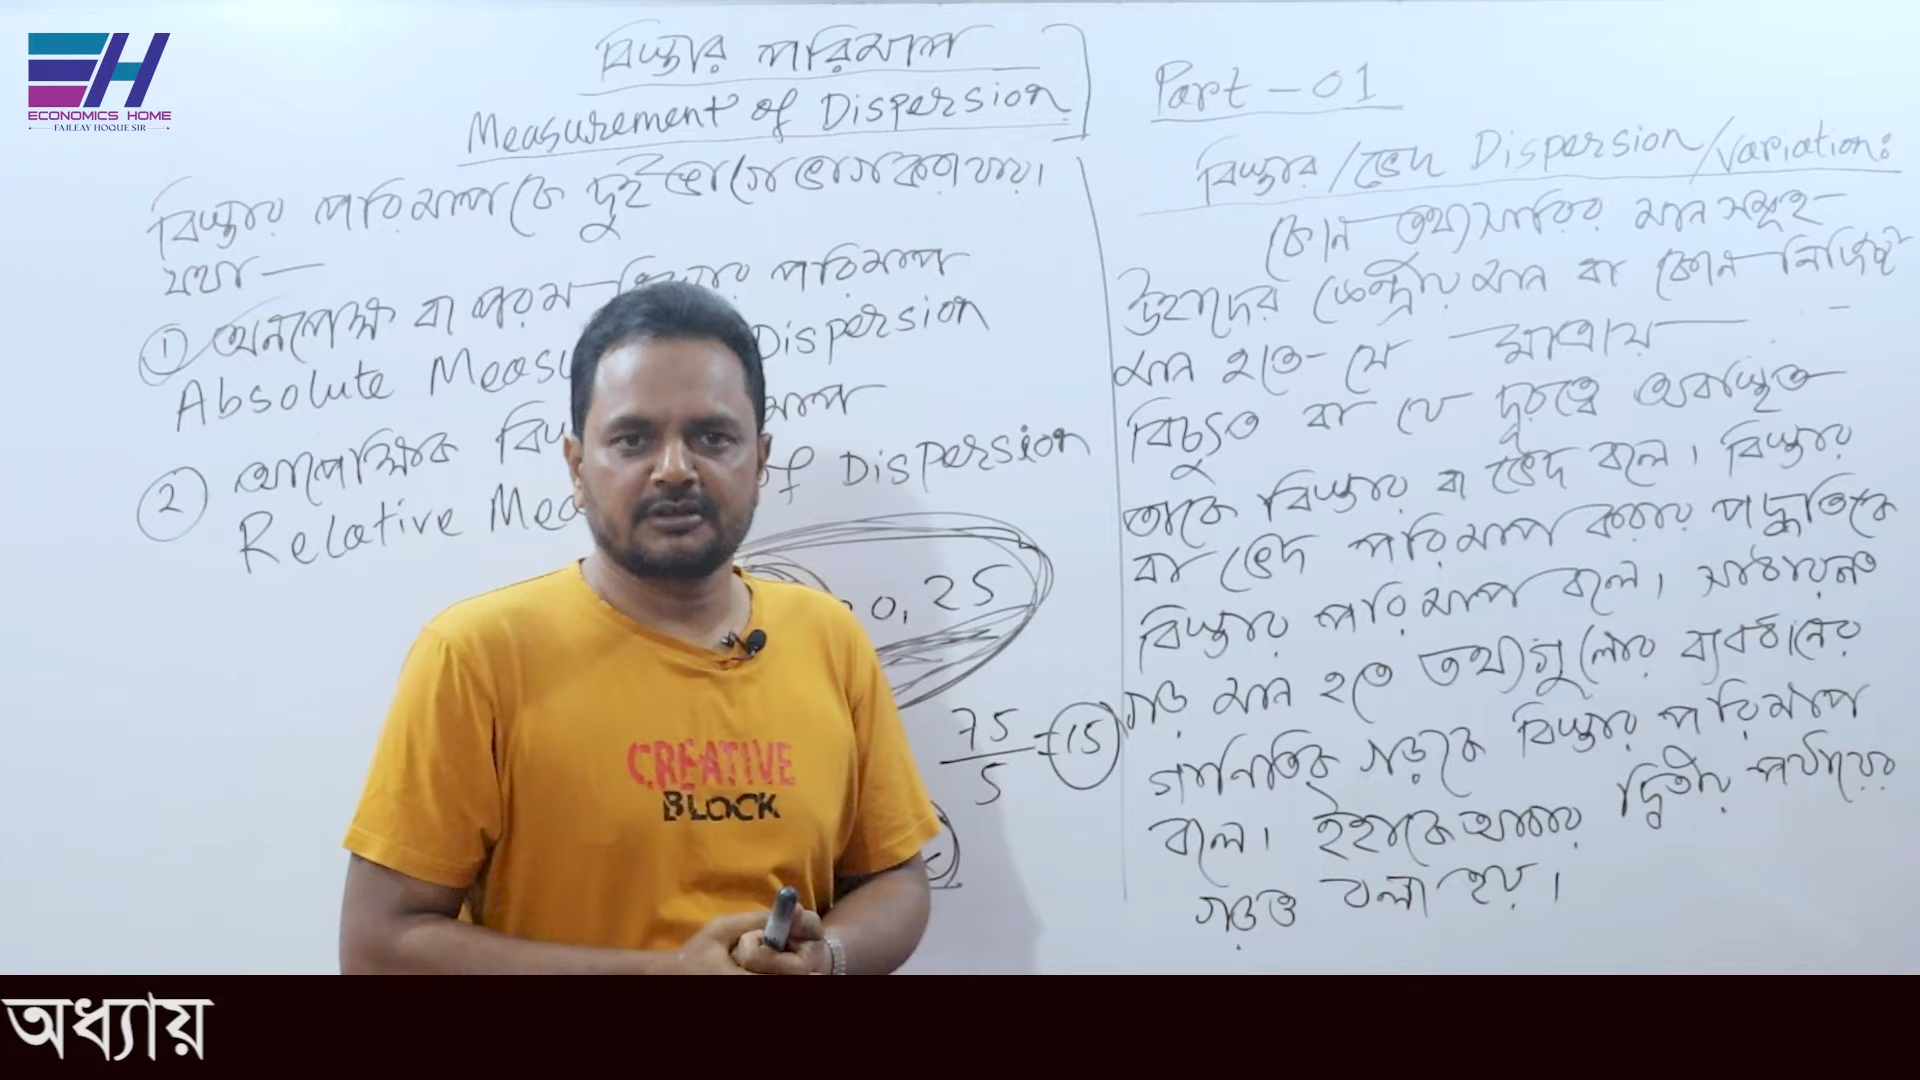 ECONOMICS HOME
FAILEAY HOQUE SIR
বিস্তার পরিমাপ
Measurement of Dispersion
বিস্তার পরিমাপকে দুই ভাগে ভাগ করা যায়।
যথা—
① অনপেক্ষ বা পরম বিস্তার পরিমাপ
Absolute Measu Dispersion
② আপেক্ষিক বিস্ মাপ
Relative Mea of Dispersion
0, 25
75/5 = 15
Part - 01
বিস্তার/ভেদ Dispersion/Variation:
কোন তথ্যসারির মান সমূহ
উহাদের কেন্দ্রীয় মান বা কোন নির্দিষ্ট
মান হতে যে মাত্রায়
বিচ্যুত বা যে দূরত্বে অবস্থিত
তাকে বিস্তার বা ভেদ বলে। বিস্তার
বা ভেদ পরিমাপ করার পদ্ধতিকে
বিস্তার পরিমাপ বলে। সাধারনত
গড় মান হতে তথ্যগুলোর ব্যবধানের
গাণিতিক গড়কে বিস্তার পরিমাপ
বলে। ইহাকে আবার দ্বিতীয় পর্যায়ের
গড়ও বলা হয়।
CREATIVE
BLOCK
অধ্যায়